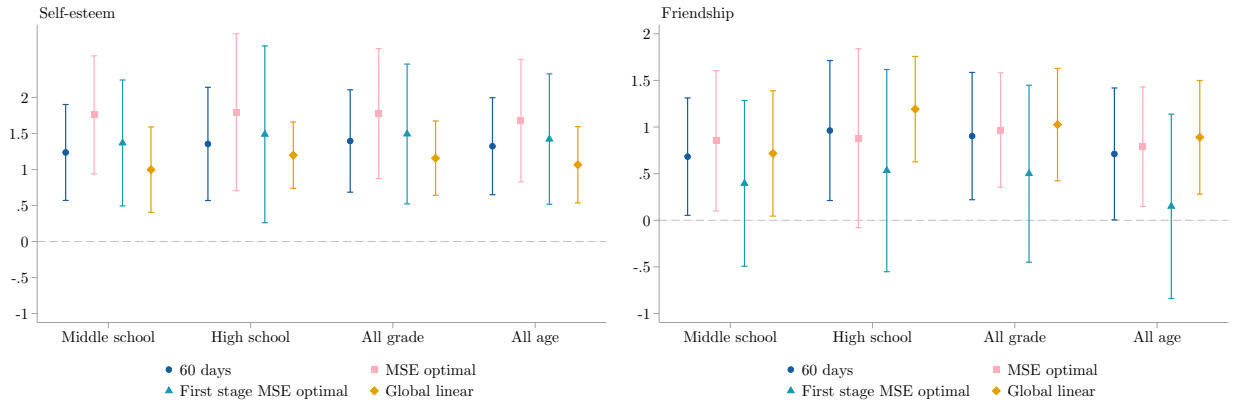 Self-esteem
2
1.5
1
.5
0
-.5
-1
Middle school
High school
All grade
All age
60 days
MSE optimal
First stage MSE optimal
Global linear
Friendship
2
1.5
1
.5
0
-.5
-1
Middle school
High school
All grade
All age
60 days
MSE optimal
First stage MSE optimal
Global linear